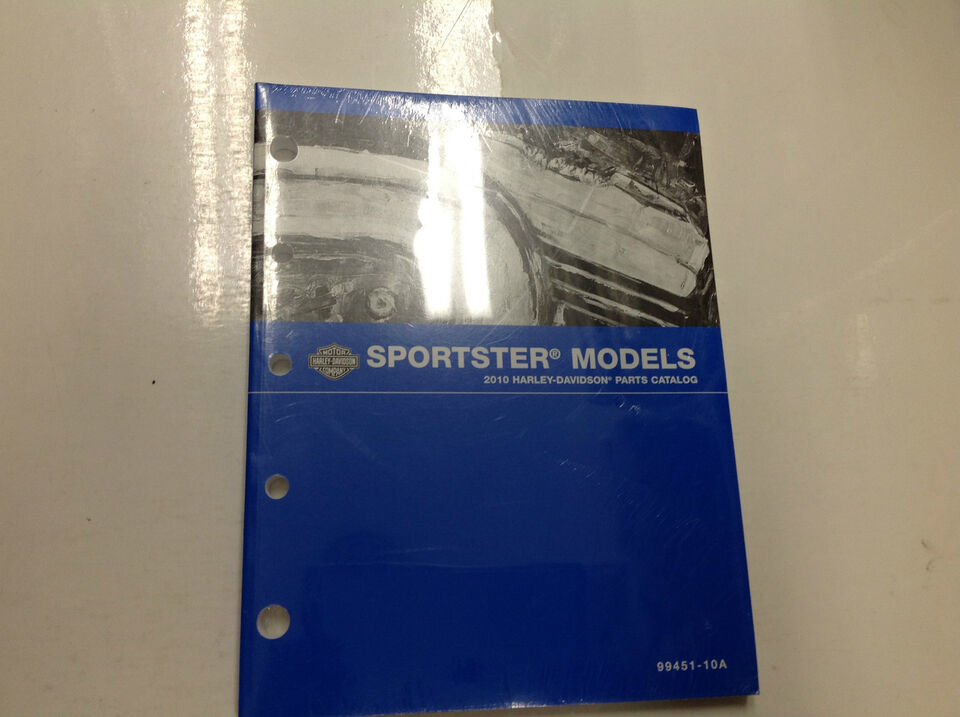 MOTOR
HARLEY-DAVIDSON
COMPANY
SPORTSTER® MODELS
2010 HARLEY-DAVIDSON® PARTS CATALOG
99451-10A